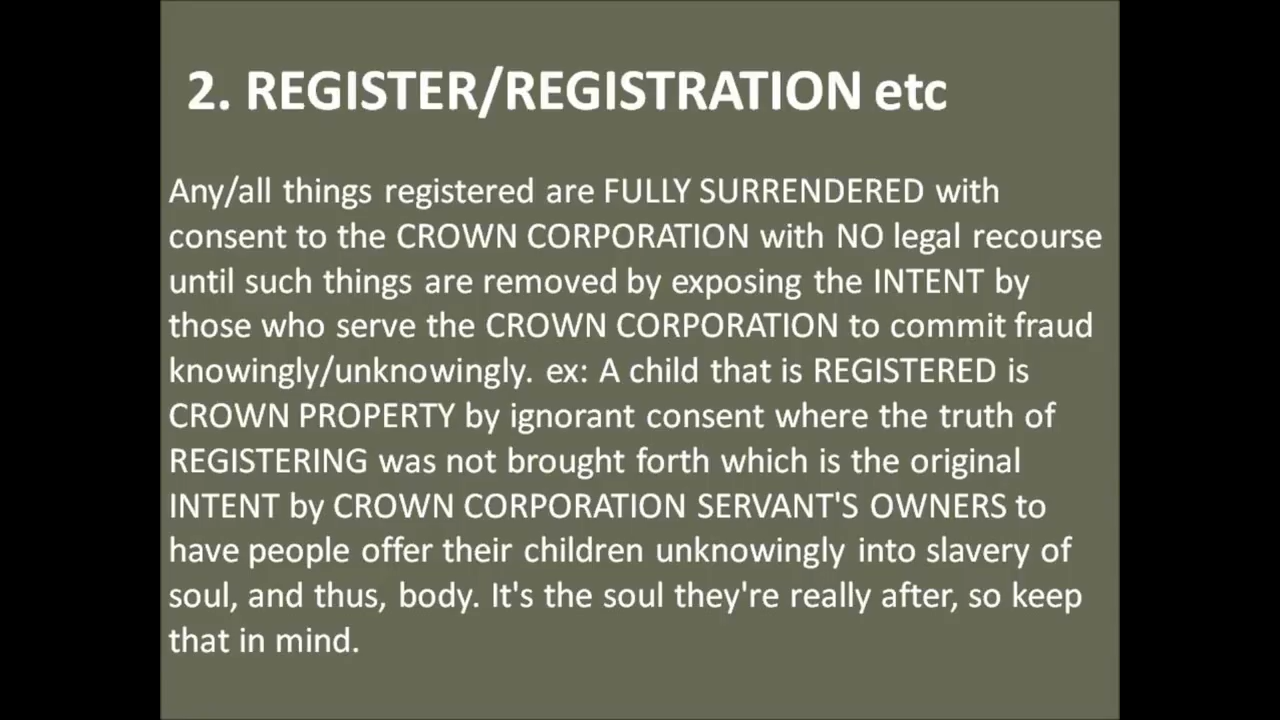 2. REGISTER/REGISTRATION etc
Any/all things registered are FULLY SURRENDERED with
consent to the CROWN CORPORATION with NO legal recourse
until such things are removed by exposing the INTENT by
those who serve the CROWN CORPORATION to commit fraud
knowingly/unknowingly. ex: A child that is REGISTERED is
CROWN PROPERTY by ignorant consent where the truth of
REGISTERING was not brought forth which is the original
INTENT by CROWN CORPORATION SERVANT'S OWNERS to
have people offer their children unknowingly into slavery of
soul, and thus, body. It's the soul they're really after, so keep
that in mind.